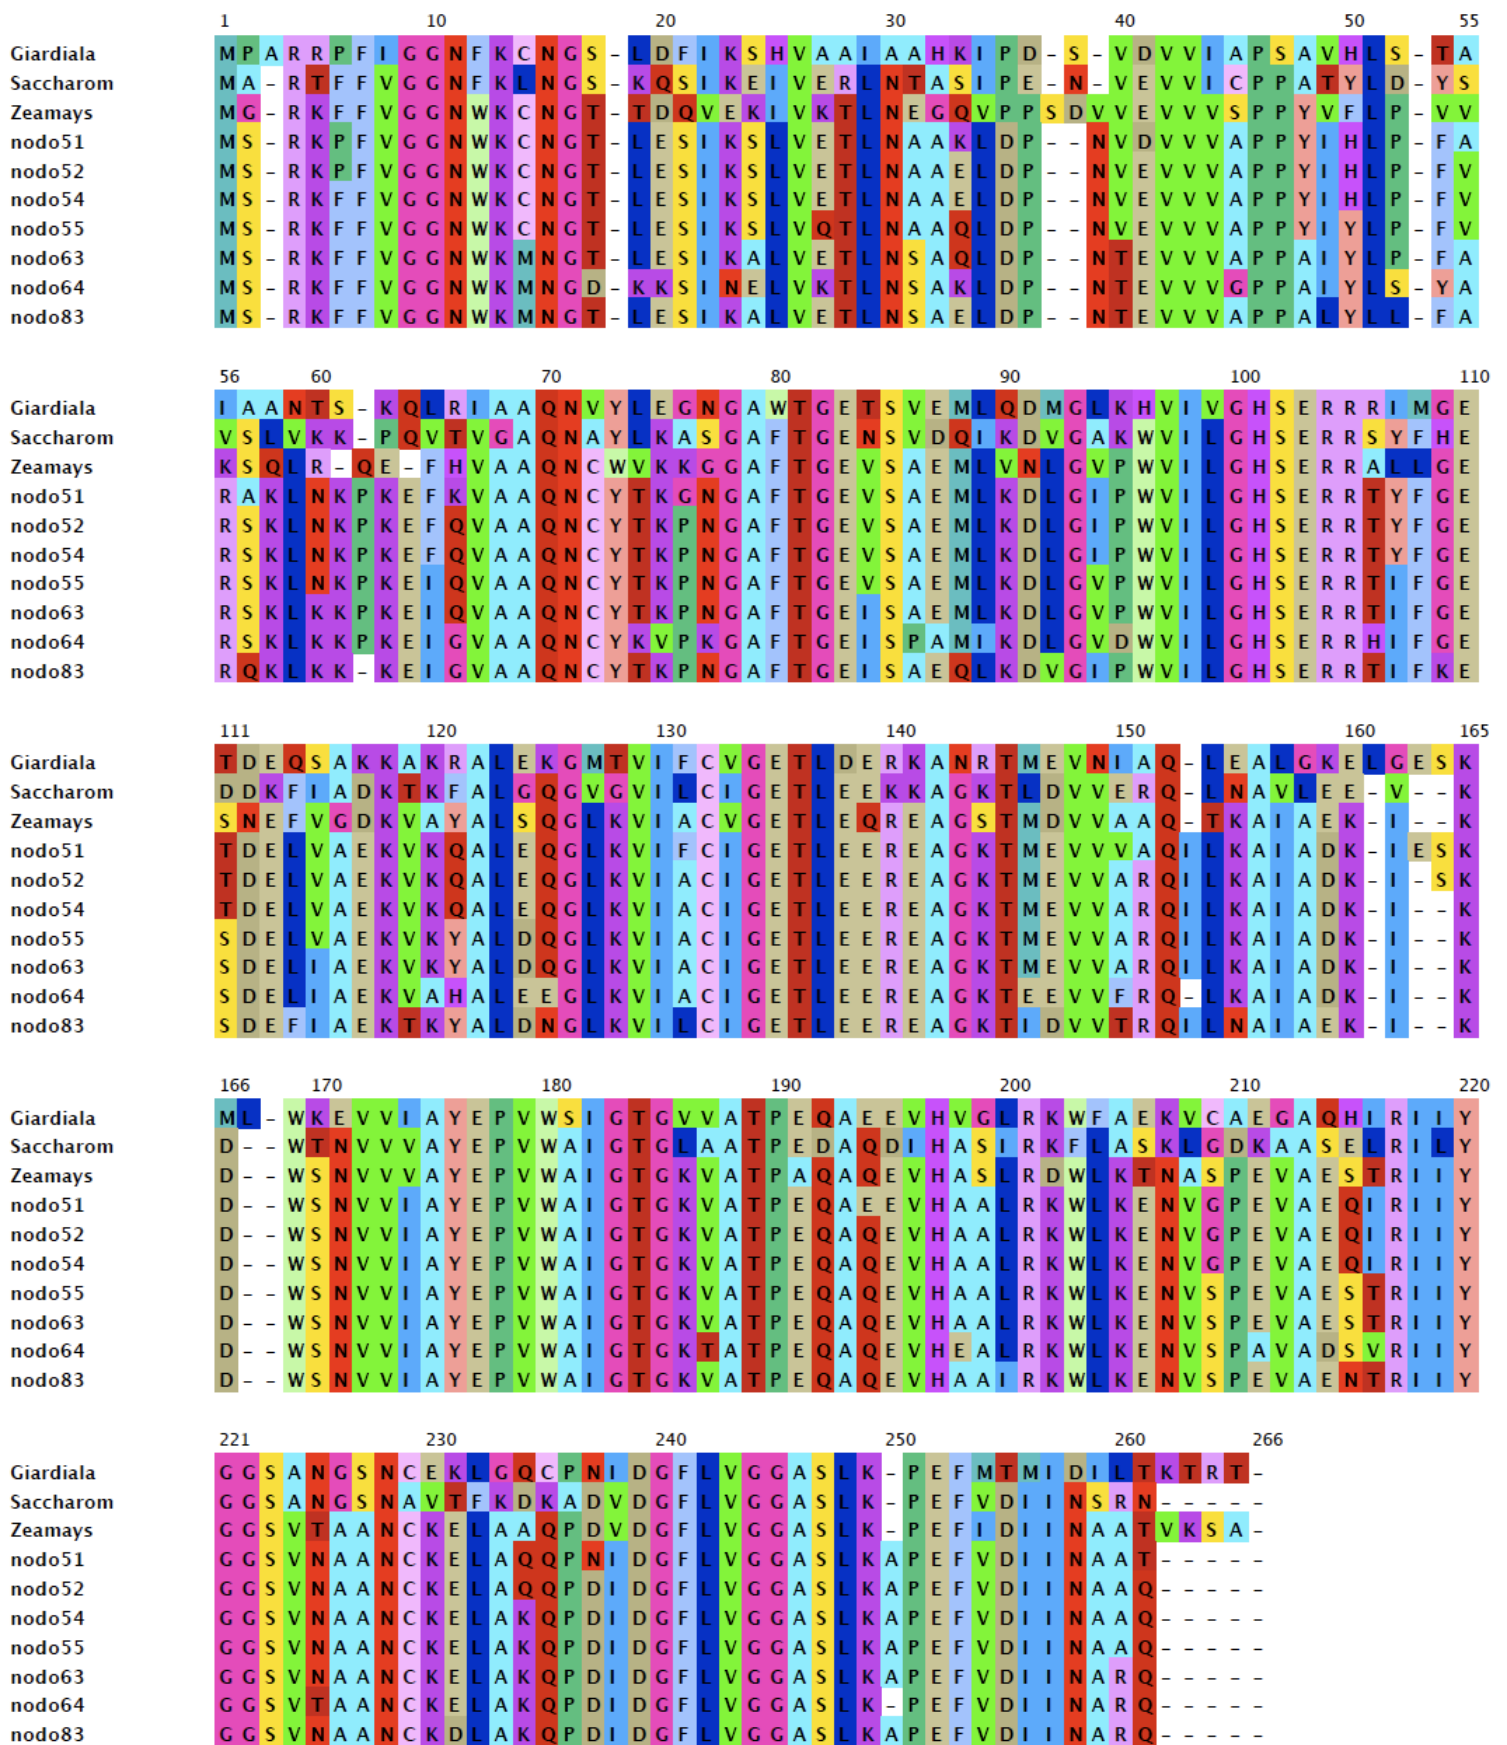 1 10 20 30 40 50 55
Giardiala MPARRPFIGGNFKCNGS-LDFIKSHVAAIAAHKIPD-S-VDVVIAPSAVHLS-TA
Saccharom MA-RTFFVGGNFKLNGS-KQSIKEIVERLNTASIPE-N-VEVVICPPATYLD-YS
Zeamays MG-RKFFVGGNWKCNGT-TDQVEKIVKTLNEGQVPPSDVVEVVVSPPYVFLP-VV
nodo51 MS-RKPFVGGNWKCNGT-LESIKSLVETLNAAKLDP--NVDVVVAPPYIHLP-FA
nodo52 MS-RKPFVGGNWKCNGT-LESIKSLVETLNAAELDP--NVEVVVAPPYIHLP-FV
nodo54 MS-RKFFVGGNWKCNGT-LESIKSLVETLNAAELDP--NVEVVVAPPYIHLP-FV
nodo55 MS-RKFFVGGNWKCNGT-LESIKSLVQTLNAAQLDP--NVEVVVAPPYIYLP-FV
nodo63 MS-RKFFVGGNWKMNGT-LESIKALVETLNSAQLDP--NTEVVVAPPAIYLP-FA
nodo64 MS-RKFFVGGNWKMNGD-KKSINELVKTLNSAKLDP--NTEVVVGPPAIYLS-YA
nodo83 MS-RKFFVGGNWKMNGT-LESIKALVETLNSAELDP--NTEVVVAPPALYLL-FA
56 60 70 80 90 100 110
Giardiala IAANTS-KQLRIAAQNVYLEGNGAWTGETSVEMLQDMGLKHVIVGHSERRRIMGE
Saccharom VSLVKK-PQVTVGAQNAYLKASGAFTGENSVDQIKDVGAKWVILGHSERRSYFHE
Zeamays KSQLR-QE-FHVAAQNCWVKKGGAFTGEVSAEMLVNLGVPWVILGHSERRALLGE
nodo51 RAKLNKPKEFKVAAQNCYTKGNGAFTGEVSAEMLKDLGIPWVILGHSERRTYFGE
nodo52 RSKLNKPKEFQVAAQNCYTKPNGAFTGEVSAEMLKDLGIPWVILGHSERRTYFGE
nodo54 RSKLNKPKEFQVAAQNCYTKPNGAFTGEVSAEMLKDLGIPWVILGHSERRTYFGE
nodo55 RSKLNKPKEIQVAAQNCYTKPNGAFTGEVSAEMLKDLGVPWVILGHSERRTIFGE
nodo63 RSKLKKPKEIQVAAQNCYTKPNGAFTGEISAEMLKDLGVPWVILGHSERRTIFGE
nodo64 RSKLKKPKEIGVAAQNCYKVPKGAFTGEISPAMIKDLGVDWVILGHSERRHIFGE
nodo83 RQKLKK-KEIGVAAQNCYTKPNGAFTGEISAEQLKDVGIPWVILGHSERRTIFKE
111 120 130 140 150 160 165
Giardiala TDEQSAKKAKRALEKGMTVIFCVGETLDERKANRTMEVNIAQ-LEALGKELGESK
Saccharom DDKFIADKTKFALGQGVGVILCIGETLEEKKAGKTLDVVERQ-LNAVLEE-V--K
Zeamays SNEFVGDKVAYALSQGLKVIACVGETLEQREAGSTMDVVAAQ-TKAIAEK-I--K
nodo51 TDELVAEKVKQALEQGLKVIFCIGETLEEREAGKTMEVVVAQILKAIADK-IESK
nodo52 TDELVAEKVKQALEQGLKVIACIGETLEEREAGKTMEVVARQILKAIADK-I-SK
nodo54 TDELVAEKVKQALEQGLKVIACIGETLEEREAGKTMEVVARQILKAIADK-I--K
nodo55 SDELVAEKVKYALDQGLKVIACIGETLEEREAGKTMEVVARQILKAIADK-I--K
nodo63 SDELIAEKVKYALDQGLKVIACIGETLEEREAGKTMEVVARQILKAIADK-I--K
nodo64 SDELIAEKVAHALEEGLKVIACIGETLEEREAGKTEEVVFRQ-LKAIADK-I--K
nodo83 SDEFIAEKTKYALDNGLKVILCIGETLEEREAGKTIDVVTRQILNAIAEK-I--K
166 170 180 190 200 210 220
Giardiala ML-WKEVVIAYEPVWSIGTGVVATPEQAEEVHVGLRKWFAEKVCAEGAQHIRIIY
Saccharom D--WTNVVVAYEPVWAIGTGLAATPEDAQDIHASIRKFLASKLGDKAASELRILY
Zeamays D--WSNVVVAYEPVWAIGTGKVATPAQAQEVHASLRDWLKTNASPEVAESTRIIY
nodo51 D--WSNVVIAYEPVWAIGTGKVATPEQAEEVHAALRKWLKENVGPEVAEQIRIIY
nodo52 D--WSNVVIAYEPVWAIGTGKVATPEQAQEVHAALRKWLKENVGPEVAEQIRIIY
nodo54 D--WSNVVIAYEPVWAIGTGKVATPEQAQEVHAALRKWLKENVGPEVAEQIRIIY
nodo55 D--WSNVVIAYEPVWAIGTGKVATPEQAQEVHAALRKWLKENVSPEVAESTRIIY
nodo63 D--WSNVVIAYEPVWAIGTGKVATPEQAQEVHAALRKWLKENVSPEVAESTRIIY
nodo64 D--WSNVVIAYEPVWAIGTGKTATPEQAQEVHEALRKWLKENVSPAVADSVRIIY
nodo83 D--WSNVVIAYEPVWAIGTGKVATPEQAQEVHAAIRKWLKENVSPEVAENTRIIY
221 230 240 250 260 266
Giardiala GGSANGSNCEKLGQCPNIDGFLVGGASLK-PEFMTMIDILTKTRT-
Saccharom GGSANGSNAVTFKDKADVDGFLVGGASLK-PEFVDIINSRN-----
Zeamays GGSVTAANCKELAAQPDVDGFLVGGASLK-PEFIDIINAATVKSA-
nodo51 GGSVNAANCKELAQQPNIDGFLVGGASLKAPEFVDIINAAT-----
nodo52 GGSVNAANCKELAQQPDIDGFLVGGASLKAPEFVDIINAAQ-----
nodo54 GGSVNAANCKELAKQPDIDGFLVGGASLKAPEFVDIINAAQ-----
nodo55 GGSVNAANCKELAKQPDIDGFLVGGASLKAPEFVDIINAAQ-----
nodo63 GGSVNAANCKELAKQPDIDGFLVGGASLKAPEFVDIINARQ-----
nodo64 GGSVTAANCKELAKQPDIDGFLVGGASLK-PEFVDIINARQ-----
nodo83 GGSVNAANCKDLAKQPDIDGFLVGGASLKAPEFVDIINARQ-----